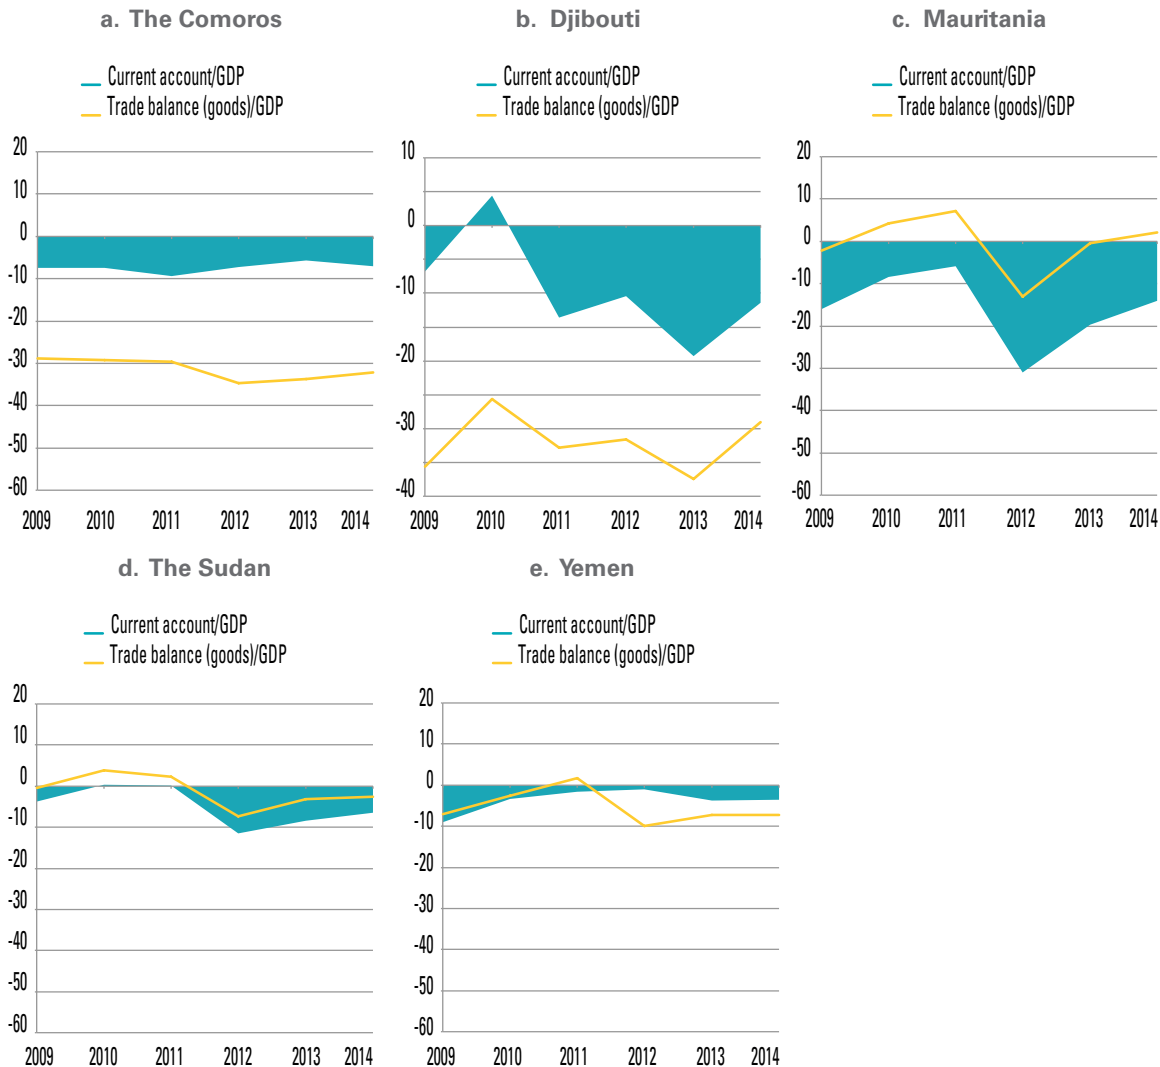 a. The Comoros
Current account/GDP
Trade balance (goods)/GDP
20
10
0
-10
-20
-30
-40
-50
-60
2009 2010 2011 2012 2013 2014
b. Djibouti
Current account/GDP
Trade balance (goods)/GDP
10
0
-10
-20
-30
-40
2009 2010 2011 2012 2013 2014
c. Mauritania
Current account/GDP
Trade balance (goods)/GDP
20
10
0
-10
-20
-30
-40
-50
-60
2009 2010 2011 2012 2013 2014
d. The Sudan
Current account/GDP
Trade balance (goods)/GDP
20
10
0
-10
-20
-30
-40
-50
-60
2009 2010 2011 2012 2013 2014
e. Yemen
Current account/GDP
Trade balance (goods)/GDP
20
10
0
-10
-20
-30
-40
-50
-60
2009 2010 2011 2012 2013 2014